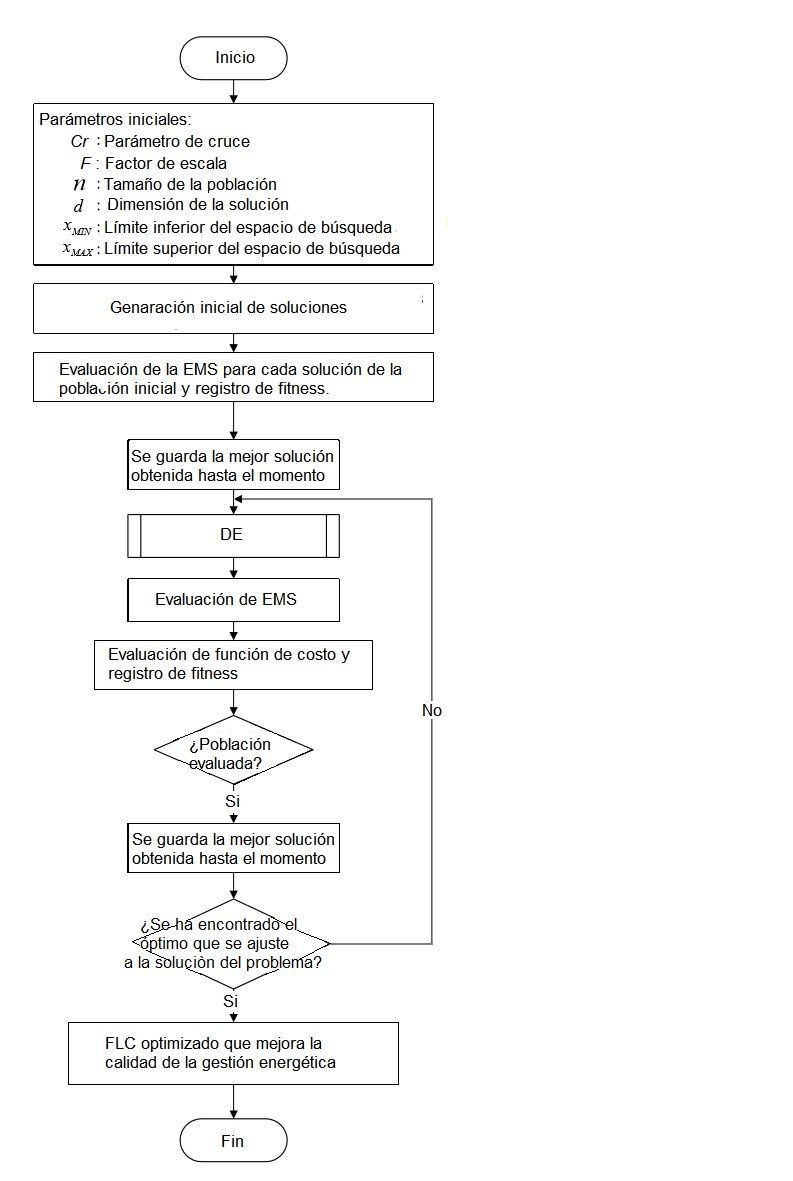 Inicio
Parámetros iniciales:
Cr : Parámetro de cruce
F : Factor de escala
n : Tamaño de la población
d : Dimensión de la solución
xMIN : Límite inferior del espacio de búsqueda
xMAX : Límite superior del espacio de búsqueda
Genaración inicial de soluciones
Evaluación de la EMS para cada solución de la
población inicial y registro de fitness.
Se guarda la mejor solución
obtenida hasta el momento
DE
Evaluación de EMS
Evaluación de función de costo y
registro de fitness
No
¿Población
evaluada?
Si
Se guarda la mejor solución
obtenida hasta el momento
¿Se ha encontrado el
óptimo que se ajuste
a la soluciòn del problema?
Si
FLC optimizado que mejora la
calidad de la gestión energética
Fin